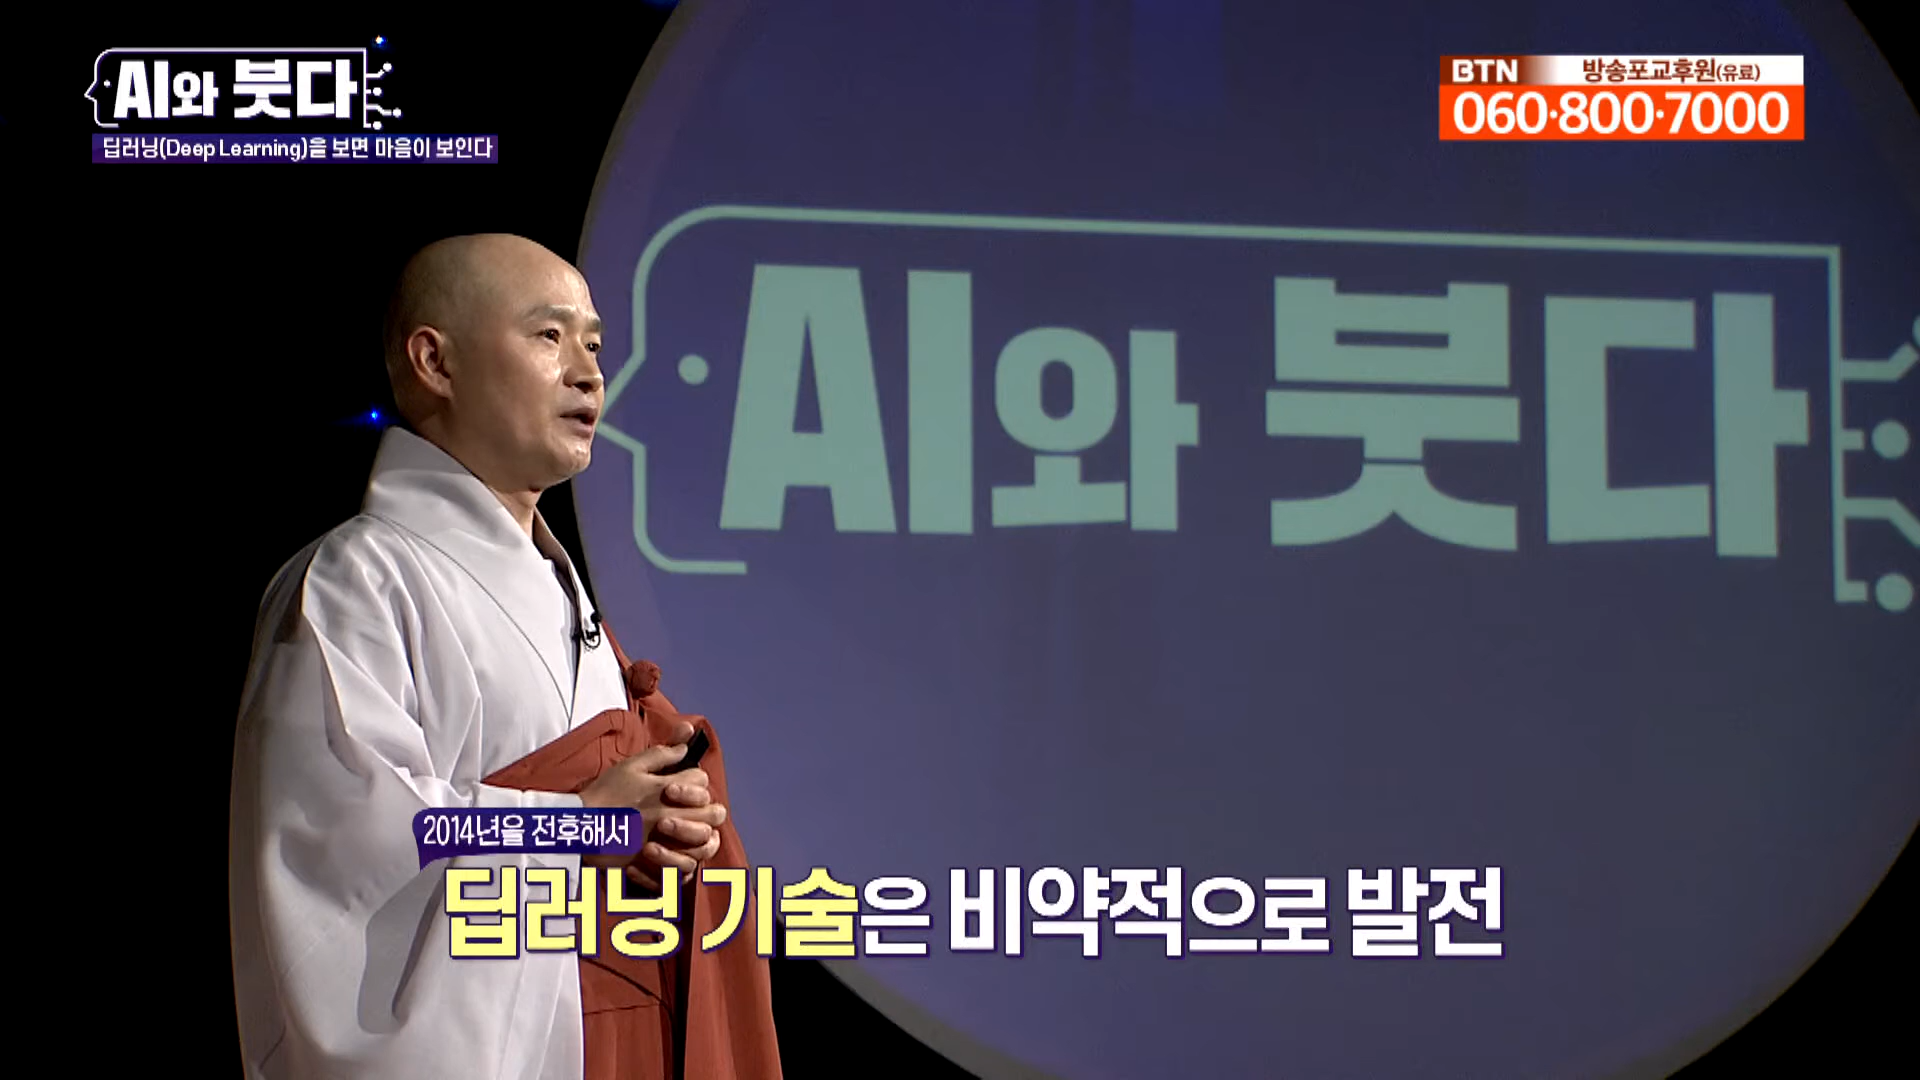 AI와 붓다
딥러닝(Deep Learning)을 보면 마음이 보인다
BTN 방송포교후원(유료)
060·800·7000
AI와 붓다
2014년을 전후해서
딥러닝 기술은 비약적으로 발전